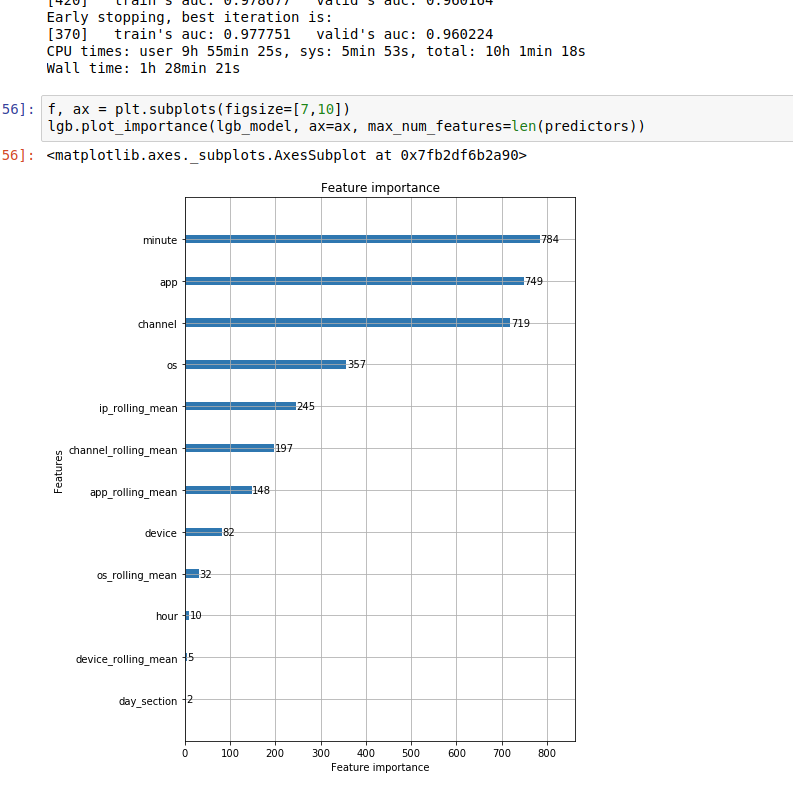 [420] train's auc: 0.978677 valid's auc: 0.960164
Early stopping, best iteration is:
[370] train's auc: 0.977751 valid's auc: 0.960224
CPU times: user 9h 55min 25s, sys: 5min 53s, total: 10h 1min 18s
Wall time: 1h 28min 21s
56]: f, ax = plt.subplots(figsize=[7,10])
lgb.plot_importance(lgb_model, ax=ax, max_num_features=len(predictors))
56]: <matplotlib.axes._subplots.AxesSubplot at 0x7fb2df6b2a90>
Feature importance
minute 784
app 749
channel 719
os 357
ip_rolling_mean 245
channel_rolling_mean 197
Features
app_rolling_mean 148
device 82
os_rolling_mean 32
hour 10
device_rolling_mean 5
day_section 2
0 100 200 300 400 500 600 700 800
Feature importance